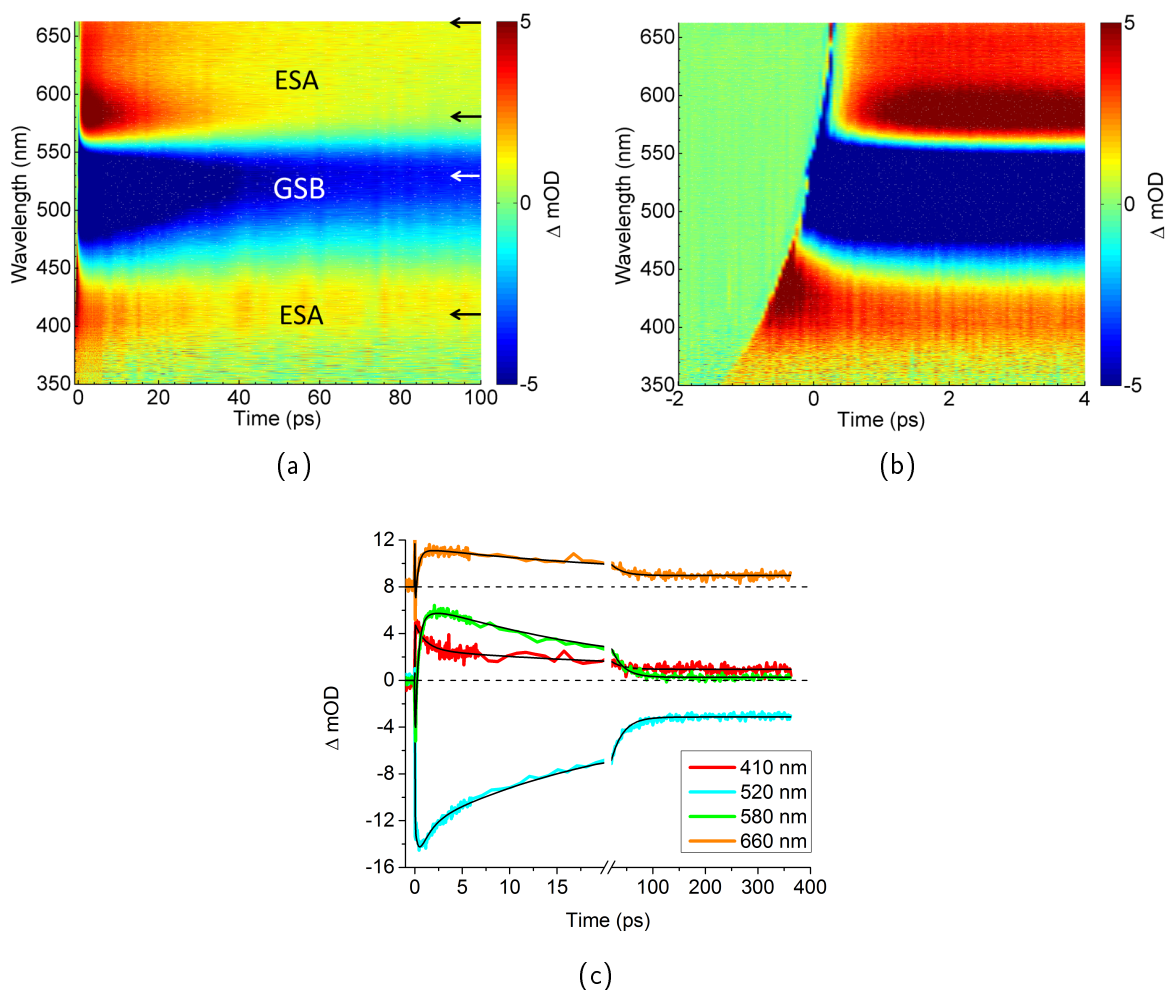 650
600
550
500
450
400
350
Wavelength (nm)
ESA
GSB
ESA
0 20 40 60 80 100
Time (ps)
5
0
-5
Δ mOD
(a)
650
600
550
500
450
400
350
Wavelength (nm)
-2 0 2 4
Time (ps)
5
0
-5
Δ mOD
(b)
12
8
4
0
-4
-8
-12
-16
Δ mOD
410 nm
520 nm
580 nm
660 nm
0 5 10 15 100 200 300 400
Time (ps)
(c)